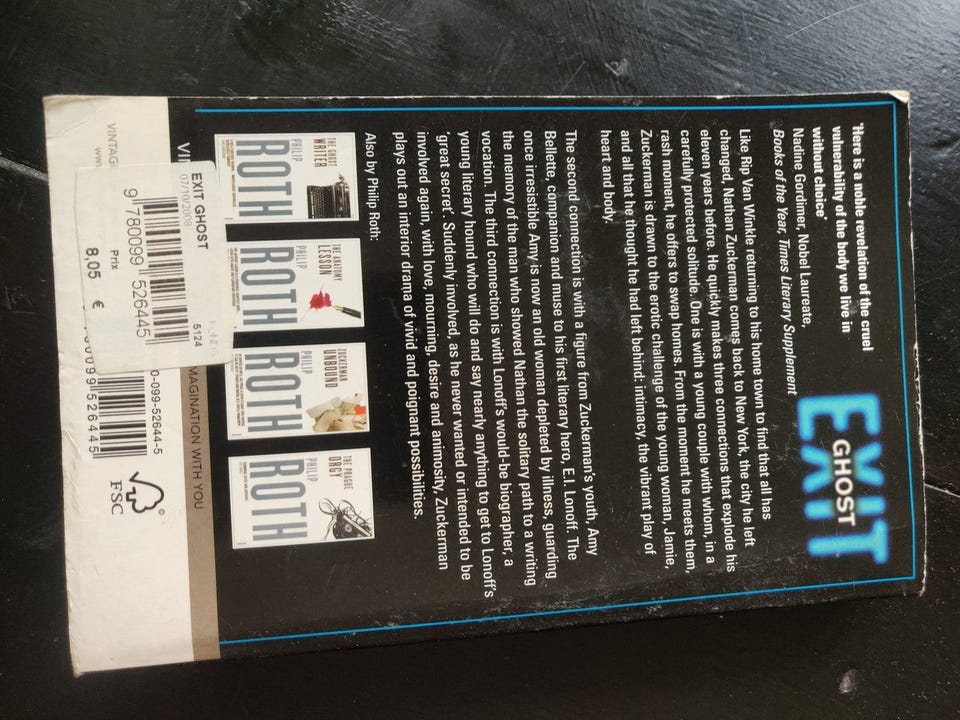 'Here is a noble revelation of the cruel
vulnerability of the body we live in
without choice'
Nadine Gordimer, Nobel Laureate,
Books of the Year, Times Literary Supplement
EXIT
GHOST
Like Rip Van Winkle returning to his home town to find that all has
changed, Nathan Zuckerman comes back to New York, the city he left
eleven years before. He quickly makes three connections that explode his
carefully protected solitude. One is with a young couple with whom, in a
rash moment, he offers to swap homes. From the moment he meets them,
Zuckerman is drawn to the erotic challenge of the young woman, Jamie,
and all that he thought he had left behind: intimacy, the vibrant play of
heart and body.
The second connection is with a figure from Zuckerman's youth, Amy
Bellette, companion and muse to his first literary hero, E.I. Lonoff. The
once irresistible Amy is now an old woman depleted by illness, guarding
the memory of the man who showed Nathan the solitary path to a writing
vocation. The third connection is with Lonoff's would-be biographer, a
young literary hound who will do and say nearly anything to get to Lonoff's
'great secret'. Suddenly involved, as he never wanted or intended to be
involved again, with love, mourning, desire and animosity, Zuckerman
plays out an interior drama of vivid and poignant possibilities.
Also by Philip Roth:
THE GHOST
WRITER
PHILIP
ROTH
THE ANATOMY
LESSON
PHILIP
ROTH
ZUCKERMAN
UNBOUND
PHILIP
ROTH
THE PRAGUE
ORGY
PHILIP
ROTH
MAGINATION WITH YOU
EXIT GHOST
07/10/2008
5124
9 780099 526445
Prix
8,05 €
VINTAG
0-099-52644-5
0099 526445
FSC